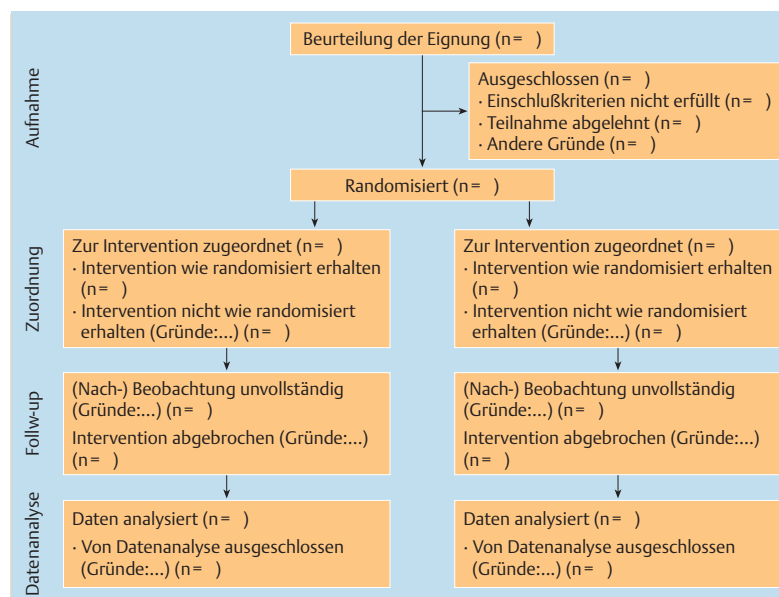 Aufnahme
Beurteilung der Eignung (n= )
Ausgeschlossen (n= )
· Einschlußkriterien nicht erfüllt (n= )
· Teilnahme abgelehnt (n= )
· Andere Gründe (n= )
Randomisiert (n= )
Zuordnung
Zur Intervention zugeordnet (n= )
· Intervention wie randomisiert erhalten
(n= )
· Intervention nicht wie randomisiert
erhalten (Gründe:...) (n= )
Zur Intervention zugeordnet (n= )
· Intervention wie randomisiert erhalten
(n= )
· Intervention nicht wie randomisiert
erhalten (Gründe:...) (n= )
Follw-up
(Nach-) Beobachtung unvollständig
(Gründe:...) (n= )
Intervention abgebrochen (Gründe:...)
(n= )
(Nach-) Beobachtung unvollständig
(Gründe:...) (n= )
Intervention abgebrochen (Gründe:...)
(n= )
Datenanalyse
Daten analysiert (n= )
· Von Datenanalyse ausgeschlossen
(Gründe:...) (n= )
Daten analysiert (n= )
· Von Datenanalyse ausgeschlossen
(Gründe:...) (n= )